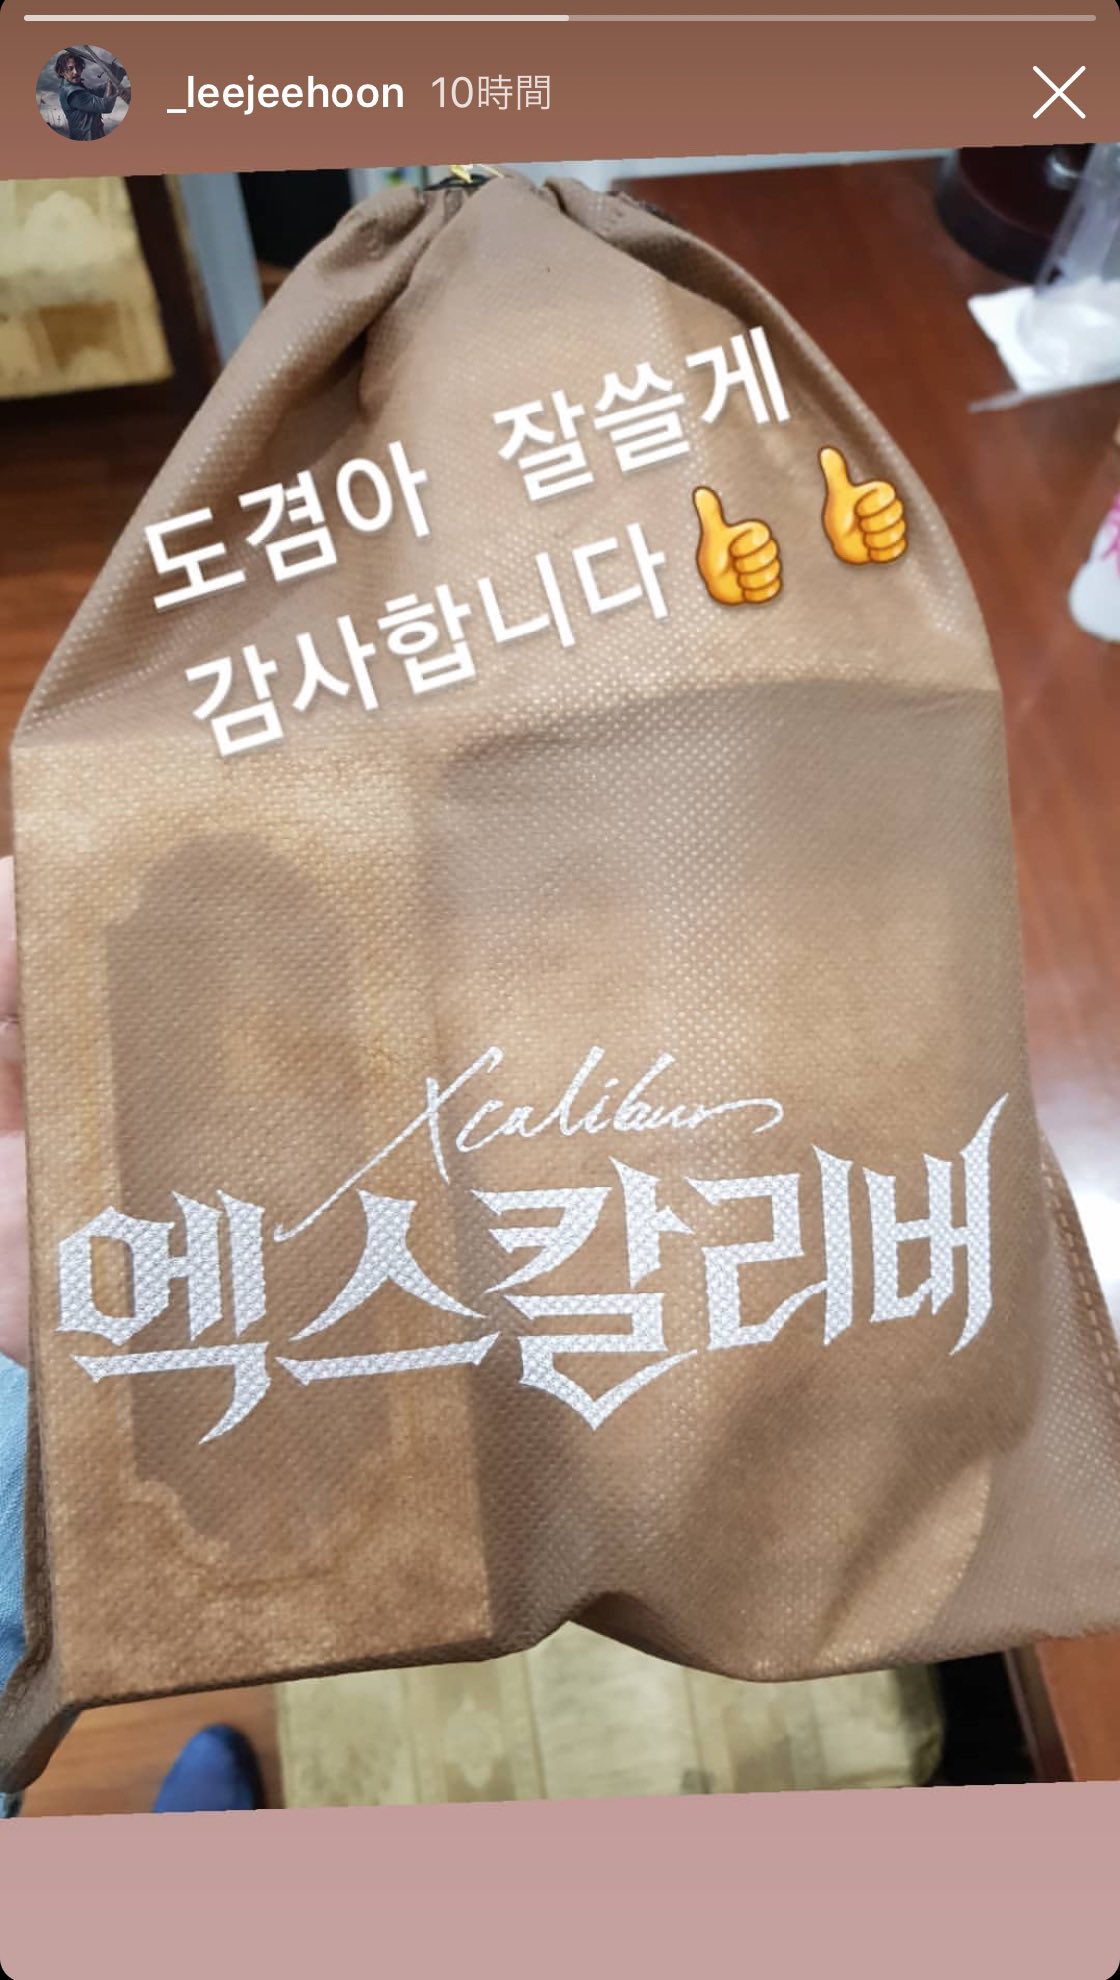 _leejeehoon 10時間
도겸아 잘쓸게
감사합니다👍👍
Xcalibur
엑스칼리버